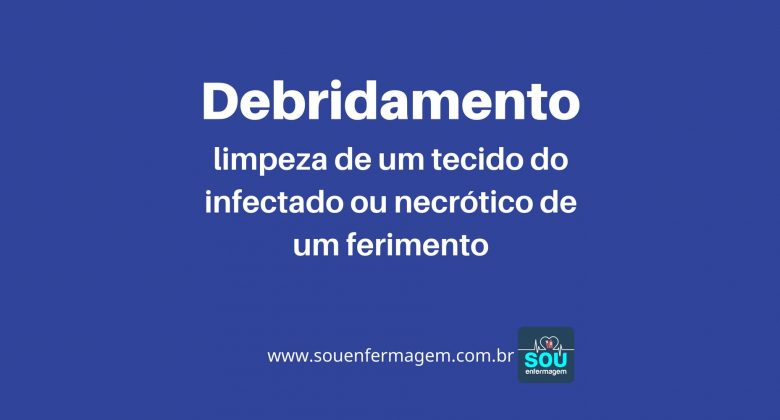 Debridamento
limpeza de um tecido do
infectado ou necrótico de
um ferimento
www.souenfermagem.com.br
SOU
enfermagem